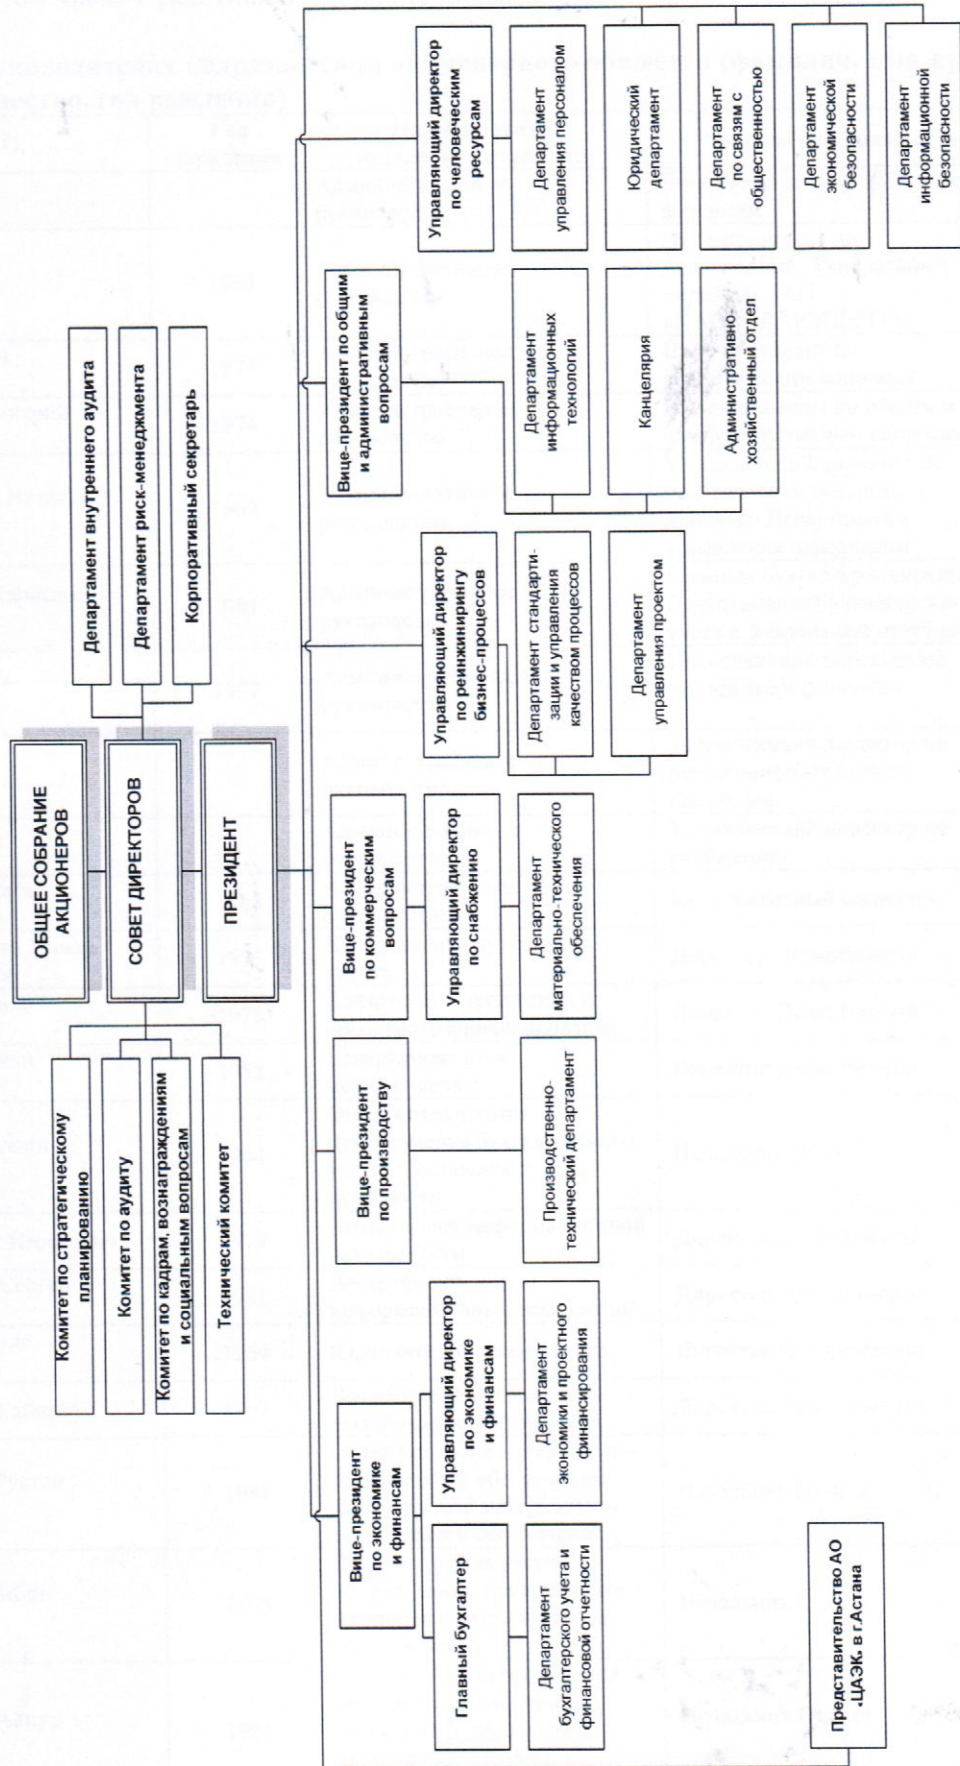 ОБЩЕЕ СОБРАНИЕ
АКЦИОНЕРОВ
СОВЕТ ДИРЕКТОРОВ
ПРЕЗИДЕНТ
Комитет по стратегическому
планированию
Комитет по аудиту
Комитет по кадрам, вознаграждениям
и социальным вопросам
Технический комитет
Департамент внутреннего аудита
Департамент риск-менеджмента
Корпоративный секретарь
Вице-президент
по экономике
и финансам
Главный бухгалтер
Департамент
бухгалтерского учета и
финансовой отчетности
Управляющий директор
по экономике
и финансам
Департамент
экономики и проектного
финансирования
Вице-президент
по производству
Производственно-
технический департамент
Вице-президент
по коммерческим
вопросам
Управляющий директор
по снабжению
Департамент
материально-технического
обеспечения
Управляющий директор
по реинжинирингу
бизнес-процессов
Департамент стандарти-
зации и управления
качеством процессов
Департамент
управления проектом
Вице-президент по общим
и административным
вопросам
Департамент
информационных
технологий
Канцелярия
Административно-
хозяйственный отдел
Управляющий директор
по человеческим
ресурсам
Департамент
управления персоналом
Юридический
департамент
Департамент
по связям с
общественностью
Департамент
экономической
безопасности
Департамент
информационной
безопасности
Представительство АО
«ЦАЭК» в г.Астана